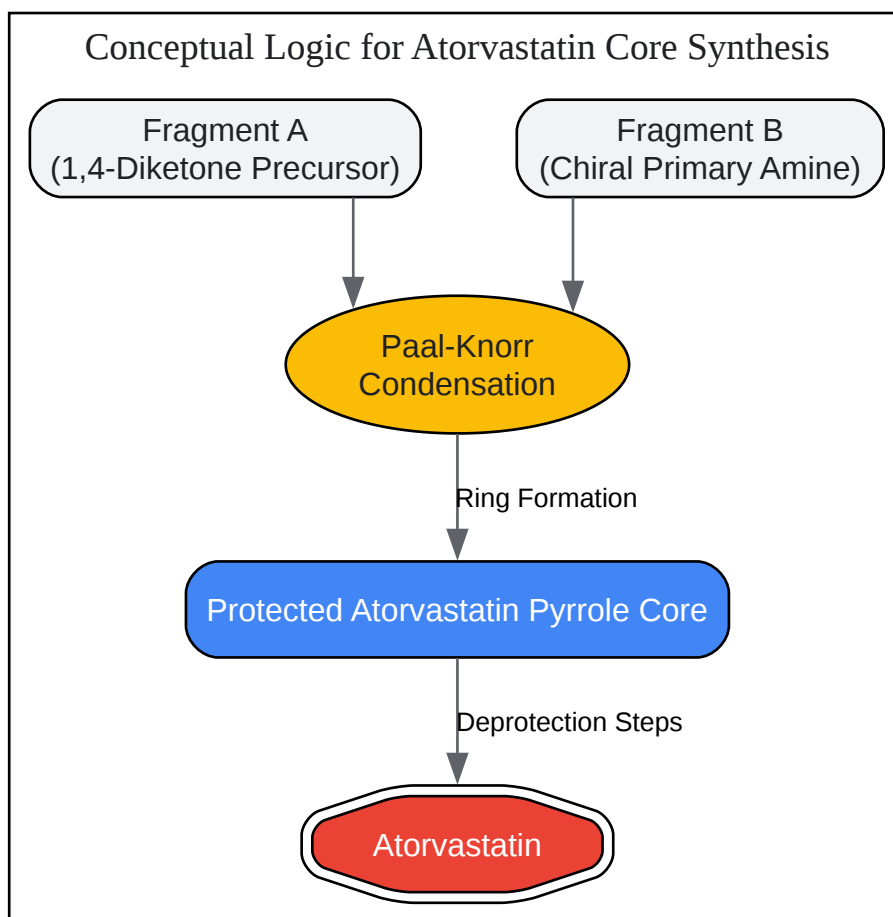 Conceptual Logic for Atorvastatin Core Synthesis
Fragment A
(1,4-Diketone Precursor)
Fragment B
(Chiral Primary Amine)
Paal-Knorr
Condensation
Ring Formation
Protected Atorvastatin Pyrrole Core
Deprotection Steps
Atorvastatin